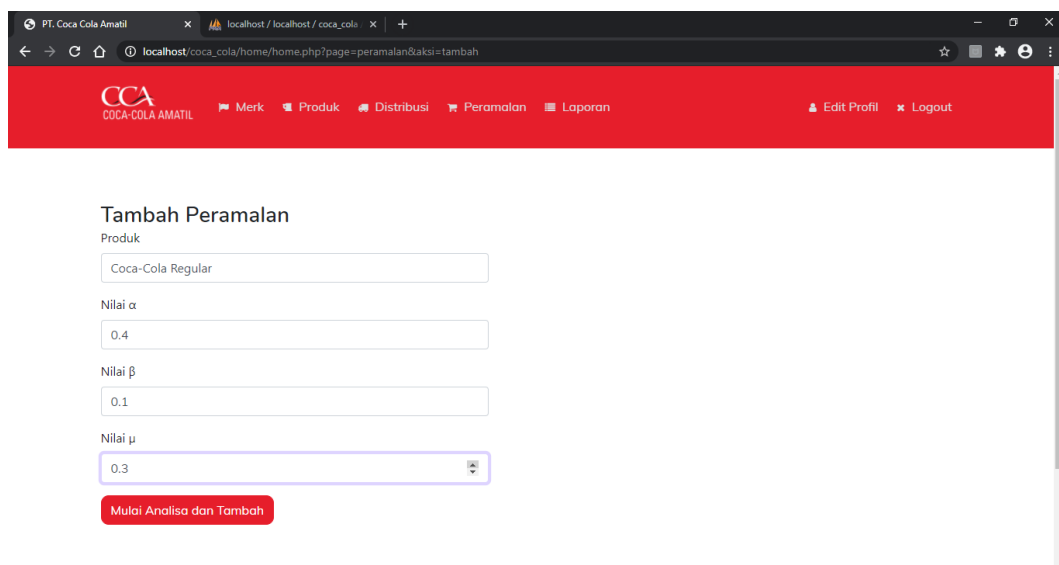 PT. Coca Cola Amatil
localhost / localhost / coca_cola
localhost/coca_cola/home/home.php?page=peramalan&aksi=tambah
CCA
COCA-COLA AMATIL
Merk
Produk
Distribusi
Peramalan
Laporan
Edit Profil
Logout
Tambah Peramalan
Produk
Coca-Cola Regular
Nilai α
0.4
Nilai β
0.1
Nilai μ
0.3
Mulai Analisa dan Tambah